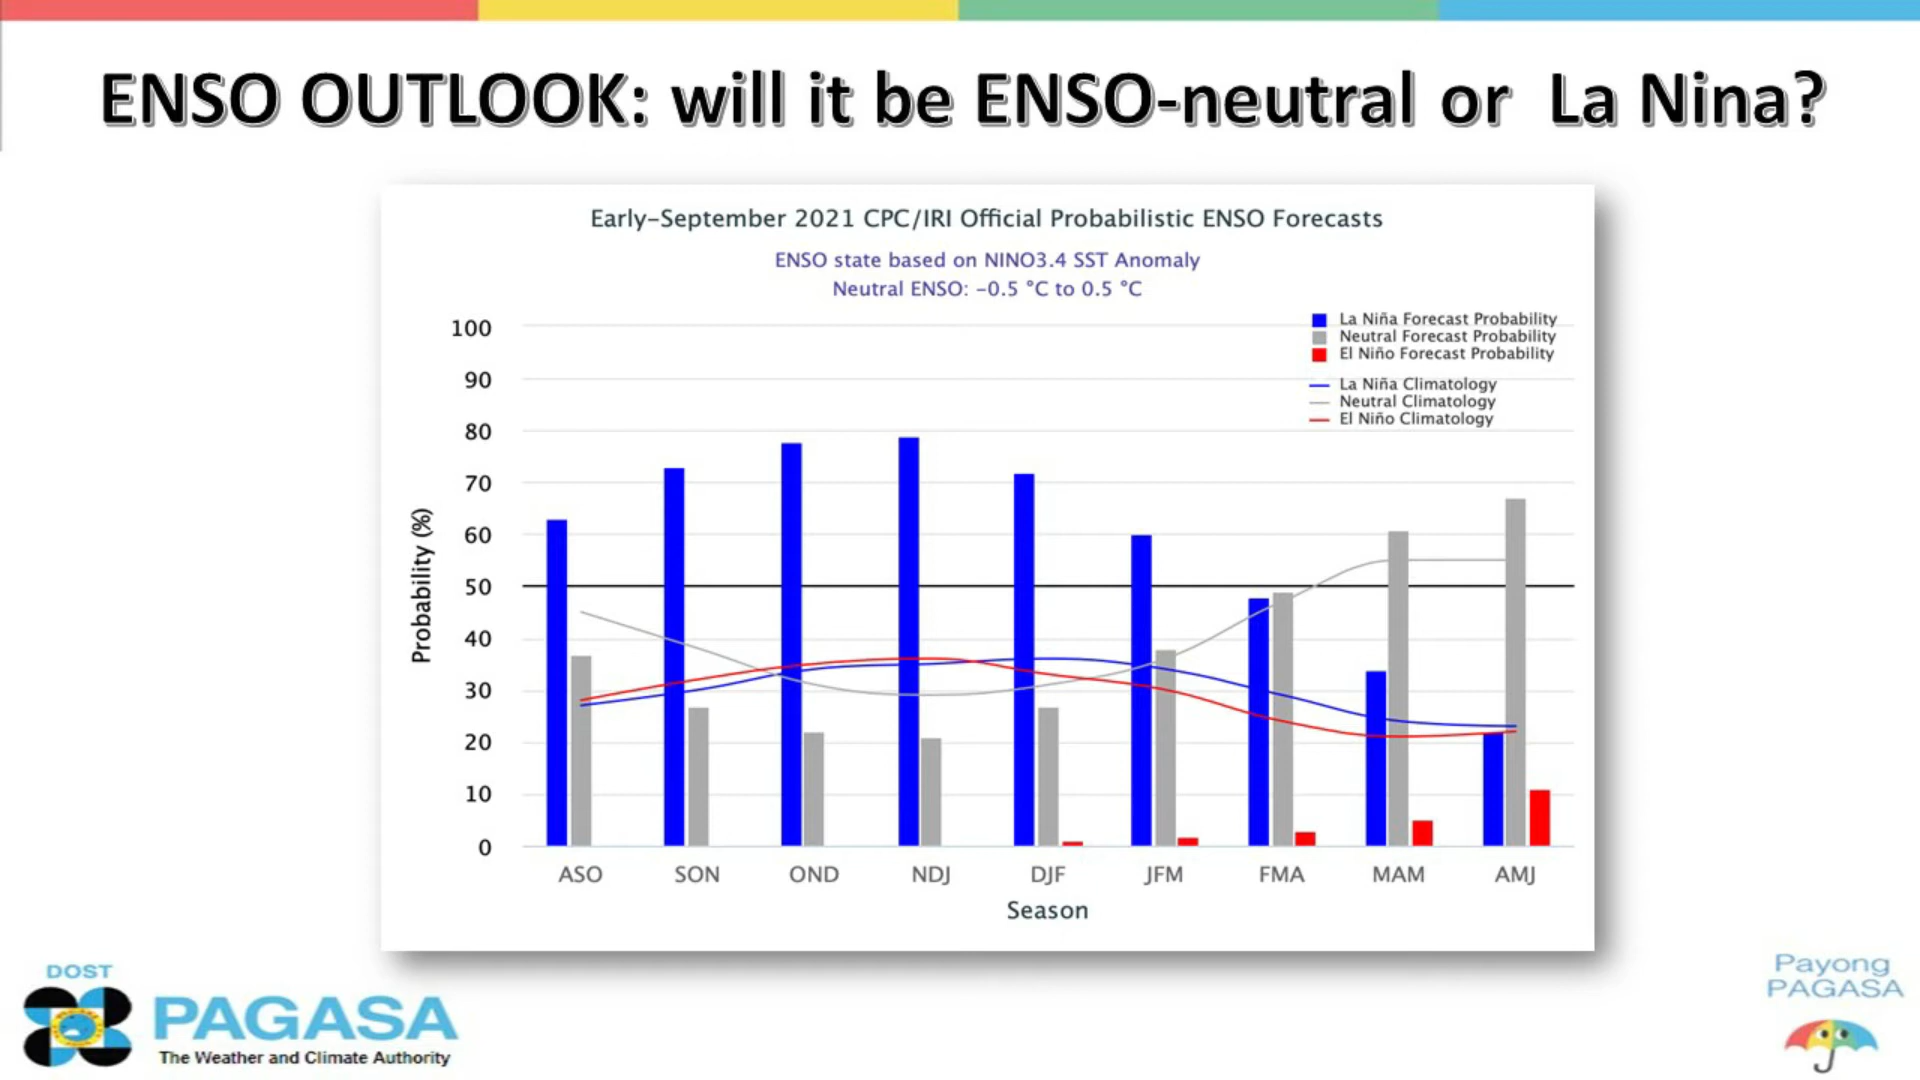 ENSO OUTLOOK: will it be ENSO-neutral or La Nina?
Early-September 2021 CPC/IRI Official Probabilistic ENSO Forecasts
ENSO state based on NINO3.4 SST Anomaly
Neutral ENSO: -0.5 °C to 0.5 °C
La Niña Forecast Probability
Neutral Forecast Probability
El Niño Forecast Probability
La Niña Climatology
Neutral Climatology
El Niño Climatology
Probability (%)
100
90
80
70
60
50
40
30
20
10
0
ASO SON OND NDJ DJF JFM FMA MAM AMJ
Season
DOST
PAGASA
The Weather and Climate Authority
Payong
PAGASA